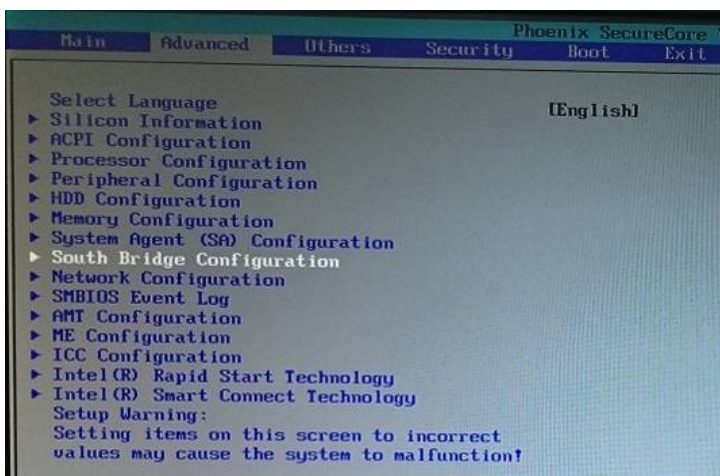 Phoenix SecureCore
Main Advanced Others Security Boot Exit
Select Language [English]
Silicon Information
ACPI Configuration
Processor Configuration
Peripheral Configuration
HDD Configuration
Memory Configuration
System Agent (SA) Configuration
South Bridge Configuration
Network Configuration
SMBIOS Event Log
AMT Configuration
ME Configuration
ICC Configuration
Intel(R) Rapid Start Technology
Intel(R) Smart Connect Technology
Setup Warning:
Setting items on this screen to incorrect
values may cause the system to malfunction!